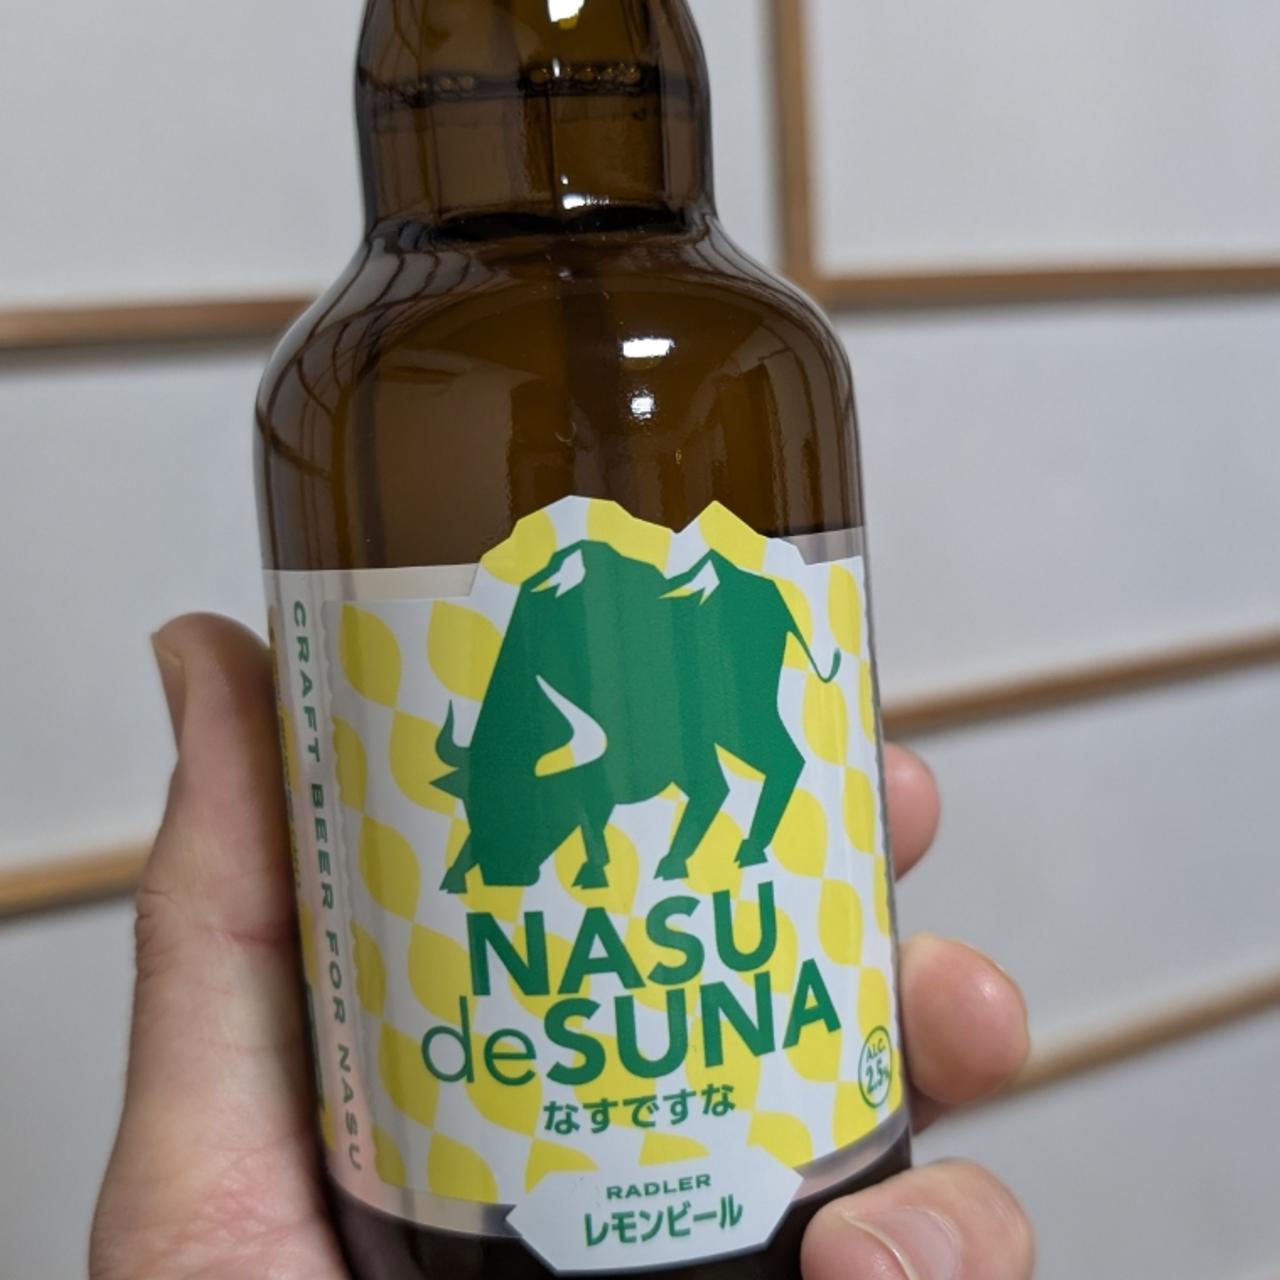 CRAFT BEER FOR NASU
NASU
deSUNA
なすですな
ALC.
2.5%
RADLER
レモンビール